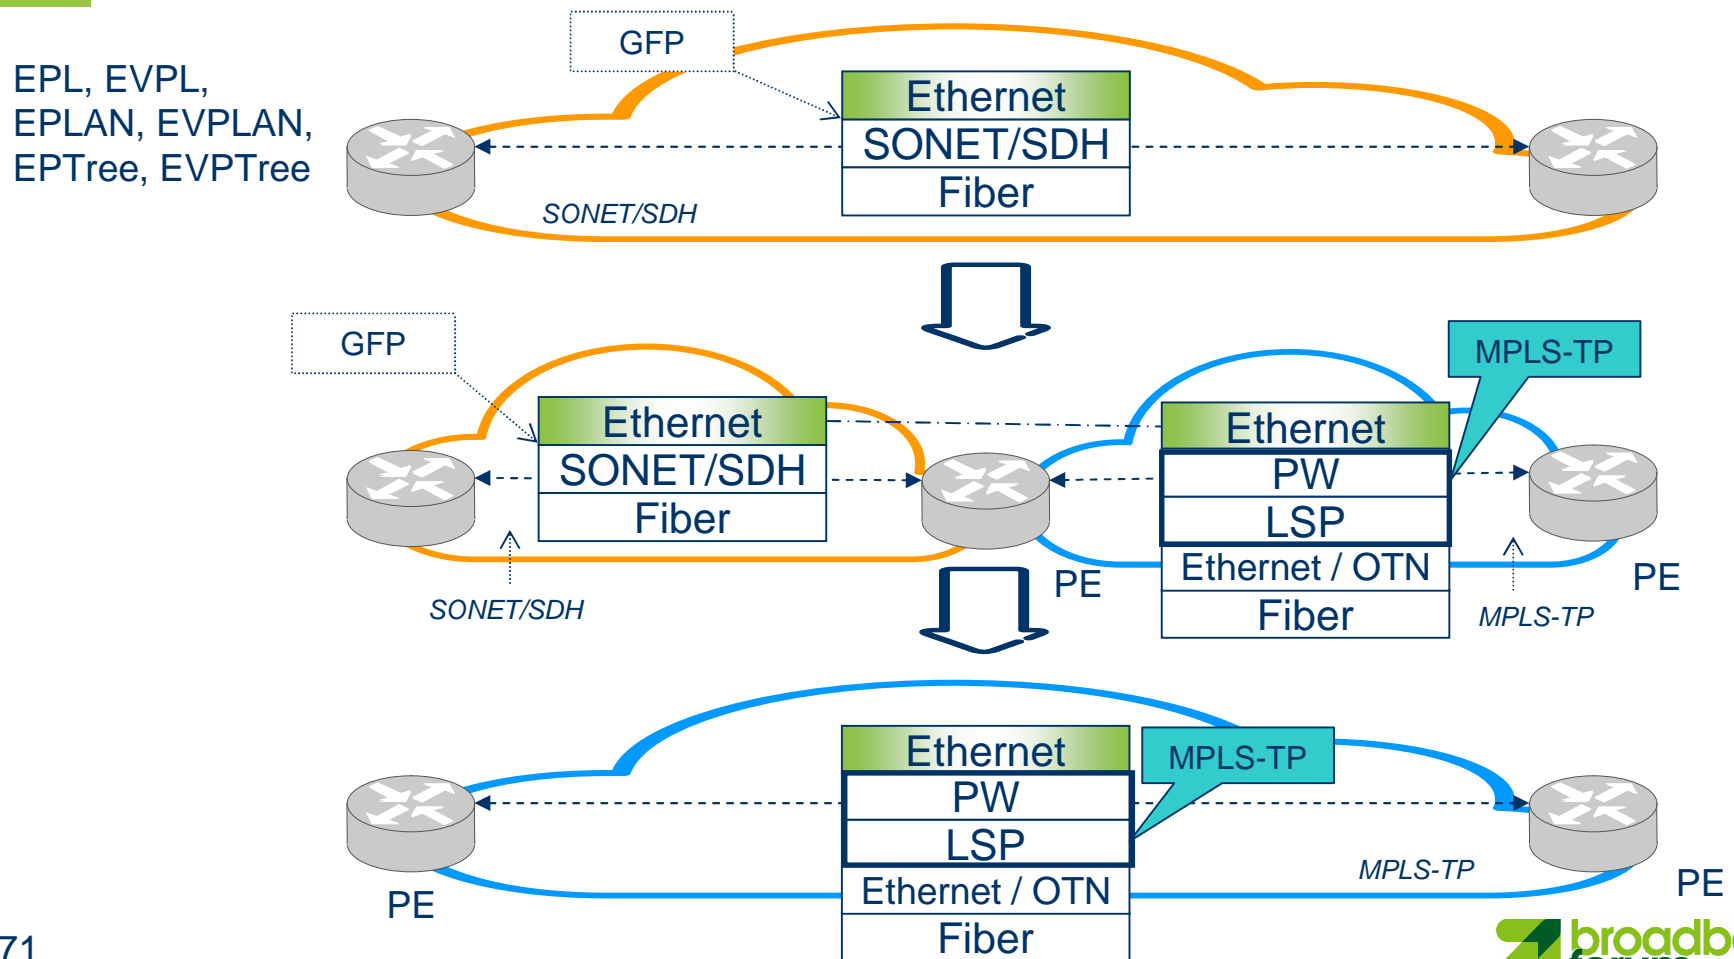 GFP
EPL, EVPL,
EPLAN, EVPLAN,
EPTree, EVPTree
Ethernet
SONET/SDH
Fiber
SONET/SDH
GFP
MPLS-TP
Ethernet
SONET/SDH
Fiber
Ethernet
PW
LSP
Ethernet / OTN
Fiber
PE
PE
SONET/SDH
MPLS-TP
Ethernet
PW
LSP
Ethernet / OTN
Fiber
MPLS-TP
MPLS-TP
PE
PE
71